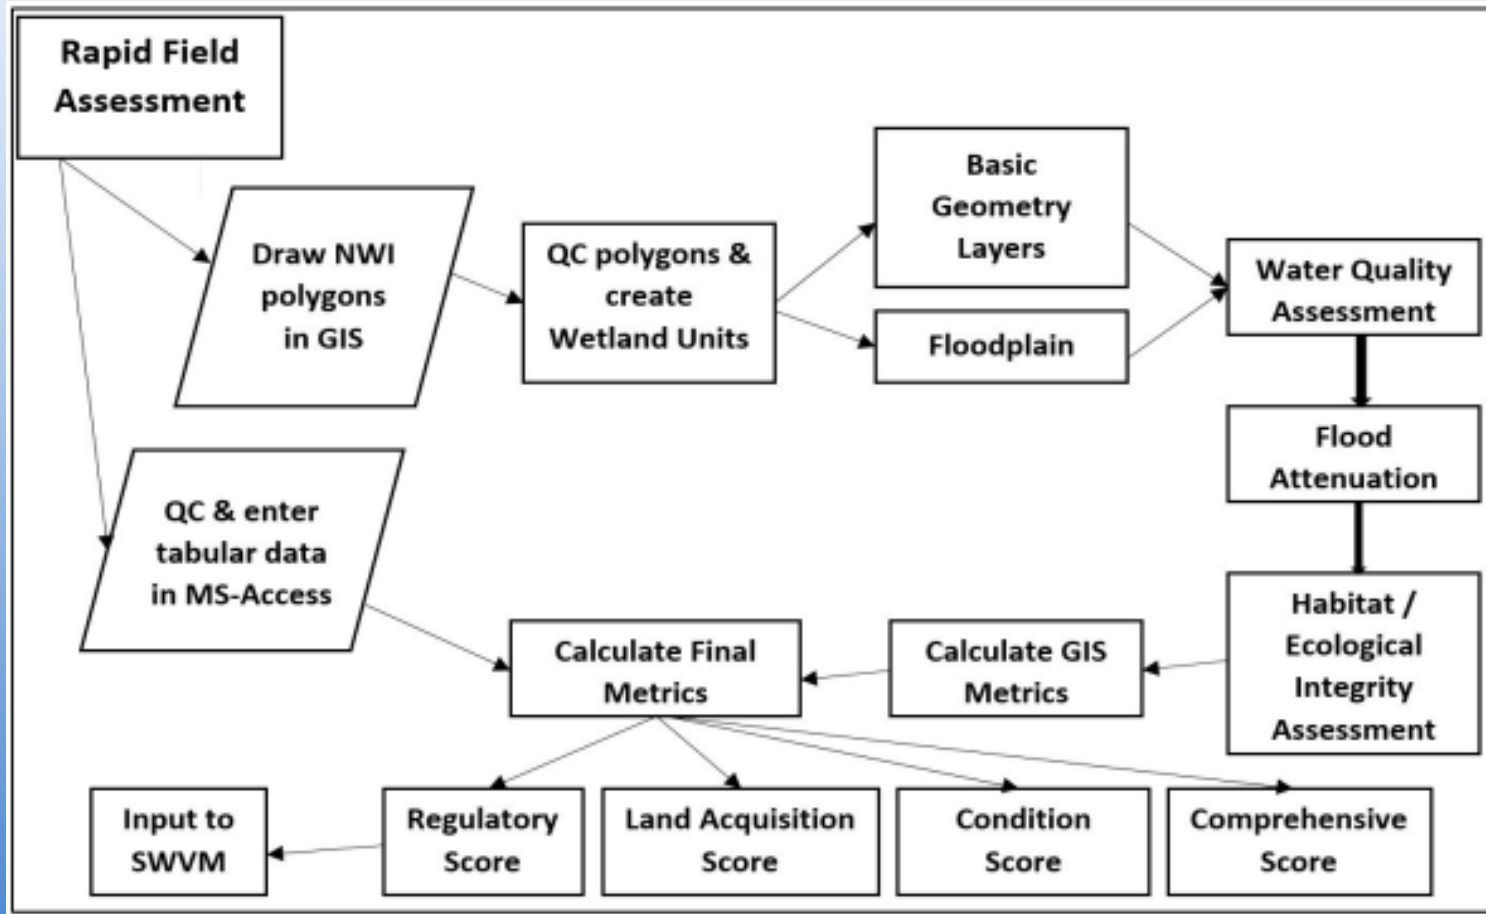 Rapid Field
Assessment
Draw NWI
polygons
in GIS
QC polygons &
create
Wetland Units
Basic
Geometry
Layers
Floodplain
Water Quality
Assessment
Flood
Attenuation
Habitat /
Ecological
Integrity
Assessment
QC & enter
tabular data
in MS-Access
Calculate Final
Metrics
Calculate GIS
Metrics
Input to
SWVM
Regulatory
Score
Land Acquisition
Score
Condition
Score
Comprehensive
Score